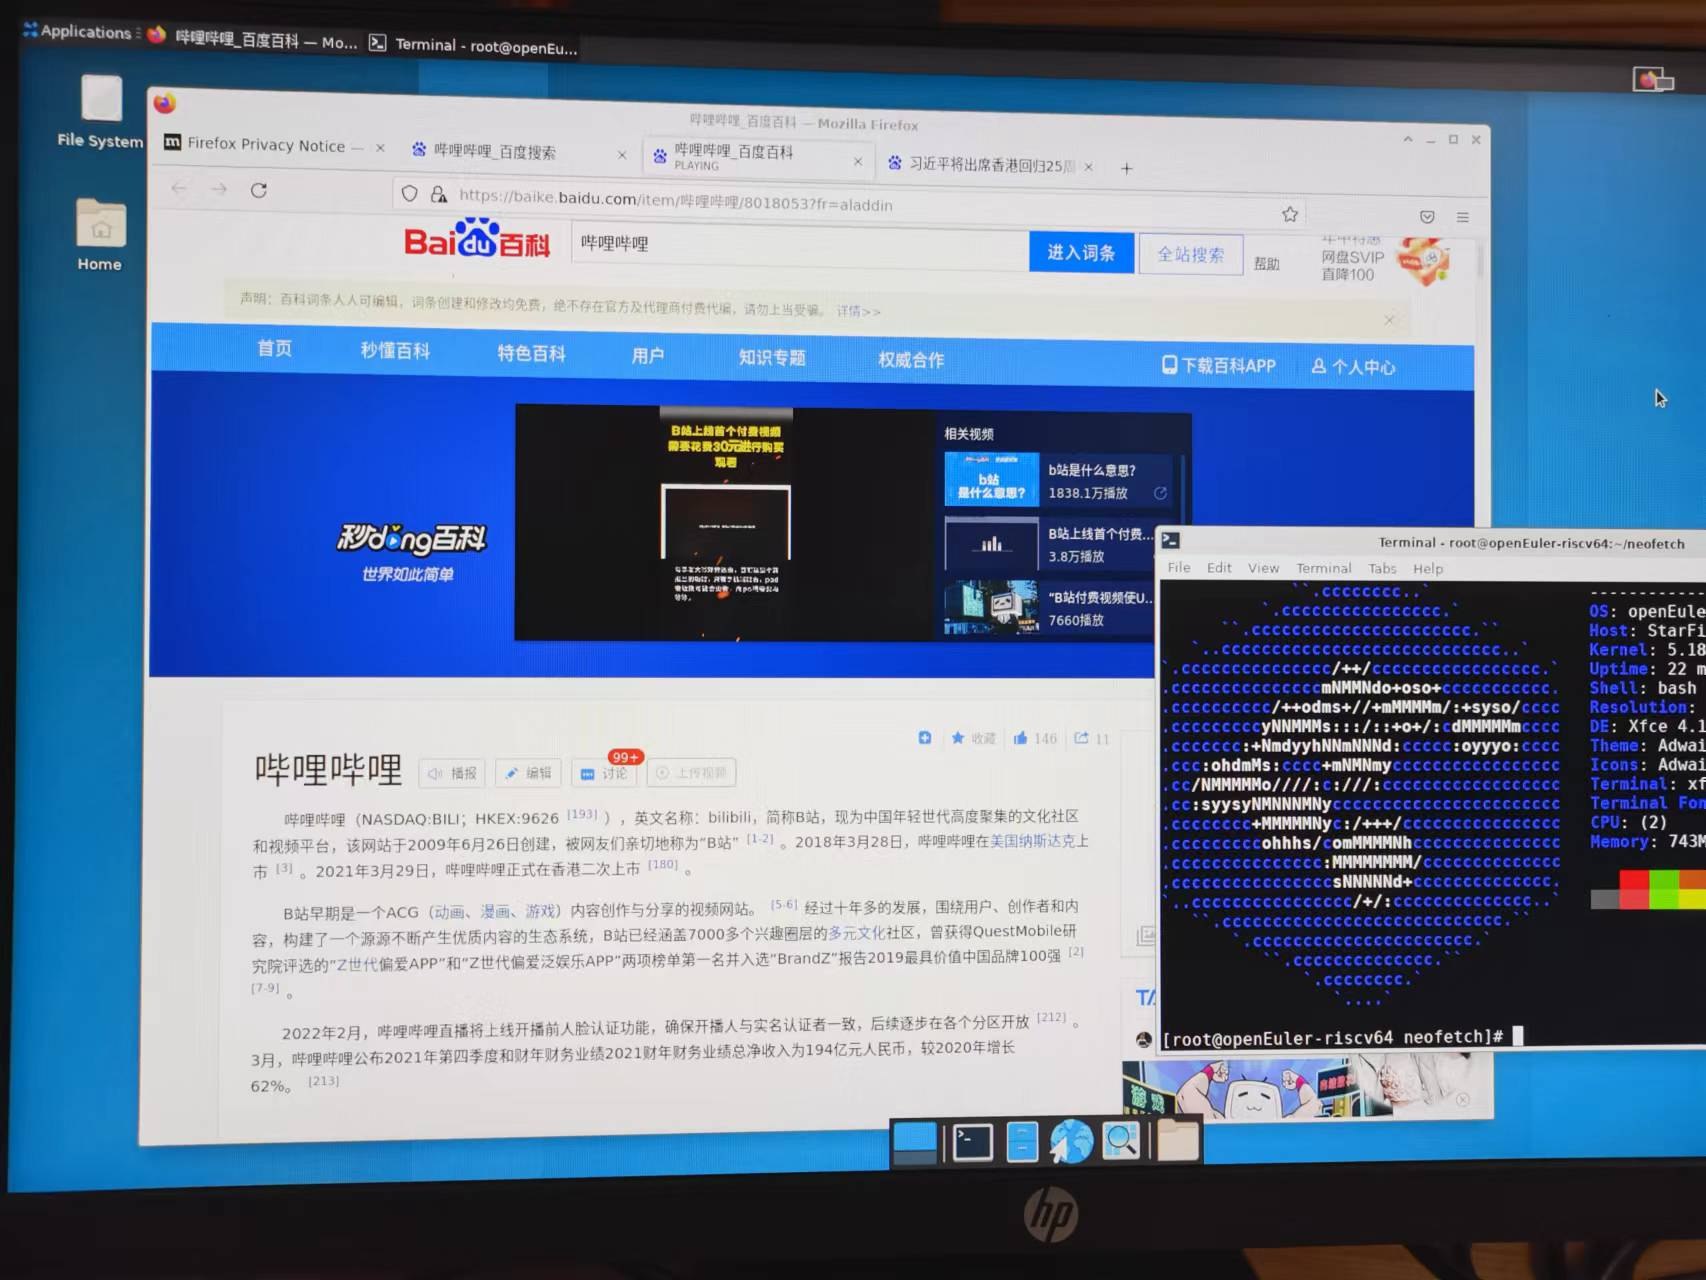 Applications
哔哩哔哩_百度百科 — Mo...
Terminal - root@openEu...
File System
Home
哔哩哔哩_百度百科 — Mozilla Firefox
Firefox Privacy Notice —
哔哩哔哩_百度搜索
哔哩哔哩_百度百科
PLAYING
习近平将出席香港回归25周
https://baike.baidu.com/item/哔哩哔哩/8018053?fr=aladdin
Baidu百科
哔哩哔哩
进入词条
全站搜索
帮助
年中特惠
网盘SVIP
直降100
声明：百科词条人人可编辑，词条创建和修改均免费，绝不存在官方及代理商付费代编，请勿上当受骗。 详情>>
首页
秒懂百科
特色百科
用户
知识专题
权威合作
下载百科APP
个人中心
秒dong百科
世界如此简单
B站上线首个付费视频
需要花费30元进行购买
观看
相关视频
b站
是什么意思？
b站是什么意思？
1838.1万播放
B站上线首个付费...
3.8万播放
“B站付费视频使U...
7660播放
哔哩哔哩
播报
编辑
99+
讨论
上传视频
收藏
146
11
哔哩哔哩（NASDAQ:BILI；HKEX:9626 [193] ），英文名称：bilibili，简称B站，现为中国年轻世代高度聚集的文化社区
和视频平台，该网站于2009年6月26日创建，被网友们亲切地称为“B站” [1-2] 。2018年3月28日，哔哩哔哩在美国纳斯达克上
市 [3] 。2021年3月29日，哔哩哔哩正式在香港二次上市 [180] 。
B站早期是一个ACG（动画、漫画、游戏）内容创作与分享的视频网站。 [5-6] 经过十年多的发展，围绕用户、创作者和内
容，构建了一个源源不断产生优质内容的生态系统，B站已经涵盖7000多个兴趣圈层的多元文化社区，曾获得QuestMobile研
究院评选的“Z世代偏爱APP”和“Z世代偏爱泛娱乐APP”两项榜单第一名并入选“BrandZ”报告2019最具价值中国品牌100强 [2]
[7-9] 。
2022年2月，哔哩哔哩直播将上线开播前人脸认证功能，确保开播人与实名认证者一致，后续逐步在各个分区开放 [212] 。
3月，哔哩哔哩公布2021年第四季度和财年财务业绩2021财年财务业绩总净收入为194亿元人民币，较2020年增长
62%。 [213]
TA
游戏
Terminal - root@openEuler-riscv64:~/neofetch
File Edit View Terminal Tabs Help
OS: openEule
Host: StarFi
Kernel: 5.18
Uptime: 22 m
Shell: bash
Resolution:
DE: Xfce 4.1
Theme: Adwai
Icons: Adwai
Terminal: xf
Terminal Fon
CPU: (2)
Memory: 743M
[root@openEuler-riscv64 neofetch]#
hp